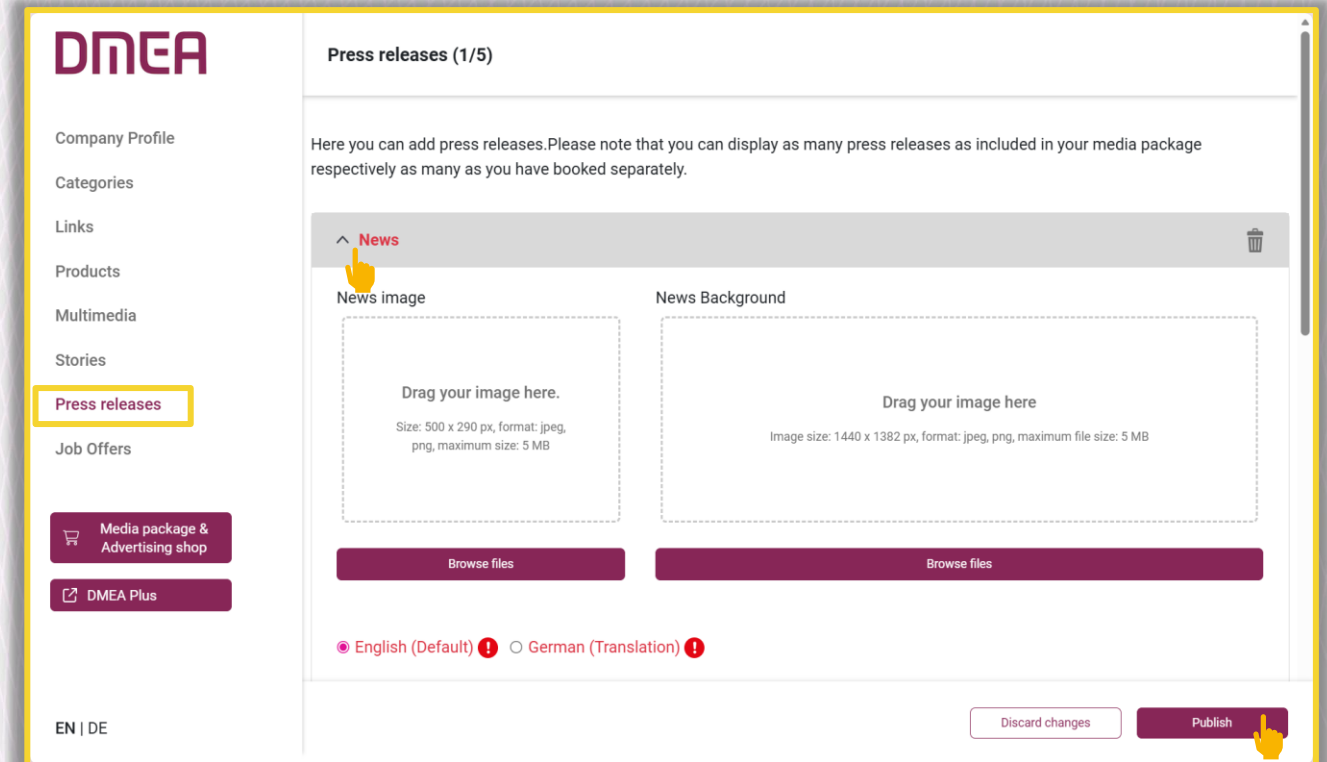 DMEA
Press releases (1/5)
Company Profile
Categories
Links
Products
Multimedia
Stories
Press releases
Job Offers
Media package &
Advertising shop
DMEA Plus
EN | DE
Here you can add press releases.Please note that you can display as many press releases as included in your media package
respectively as many as you have booked separately.
News
News image
News Background
Drag your image here.
Size: 500 x 290 px, format: jpeg,
png, maximum size: 5 MB
Drag your image here
Image size: 1440 x 1382 px, format: jpeg, png, maximum file size: 5 MB
Browse files
Browse files
English (Default) ! German (Translation) !
Discard changes
Publish